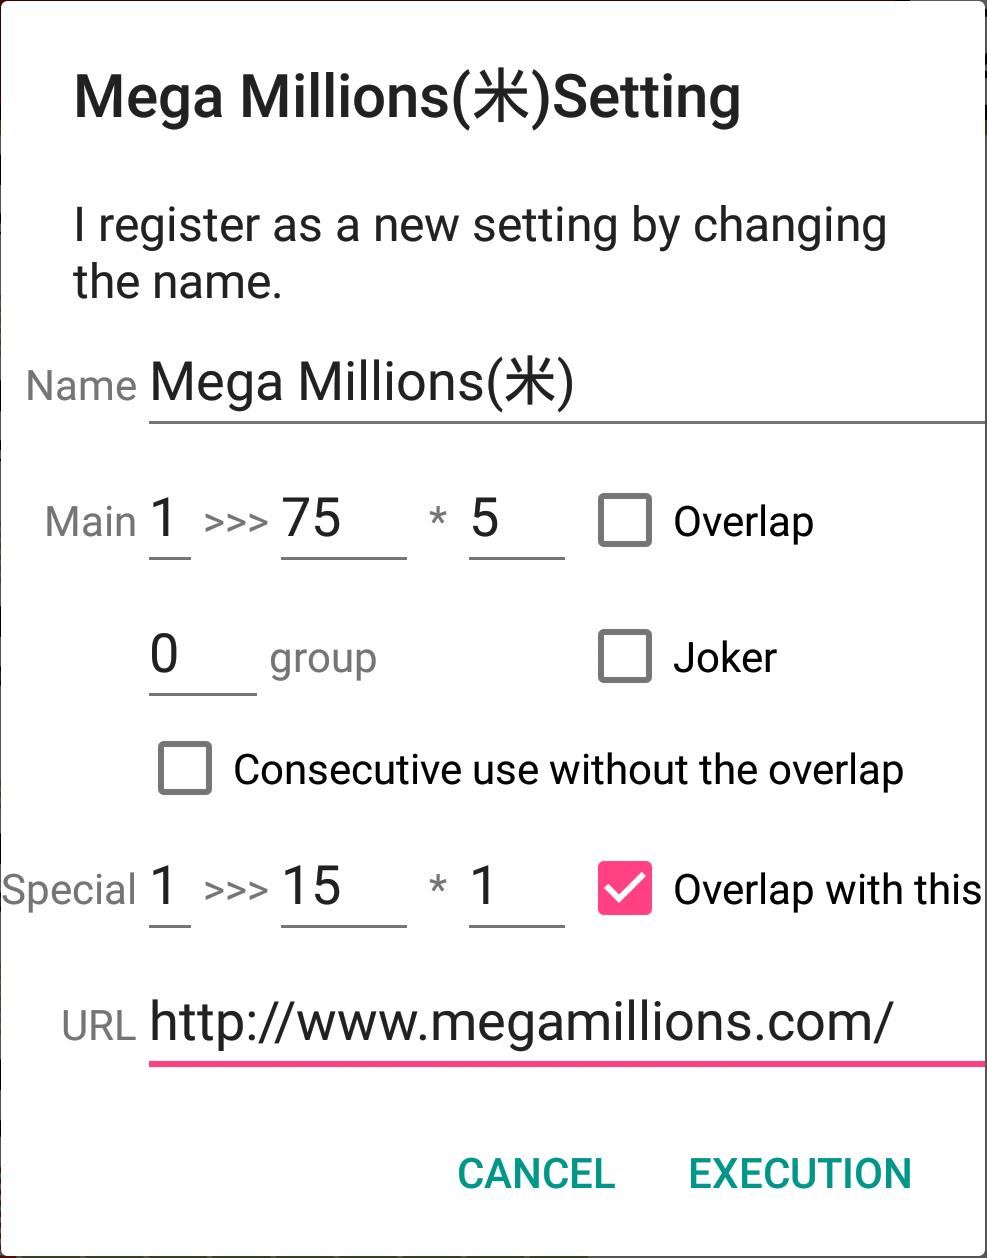 Mega Millions(米)Setting
I register as a new setting by changing
the name.
Name Mega Millions(米)
Main 1 >>> 75 * 5 Overlap
0 group Joker
Consecutive use without the overlap
Special 1 >>> 15 * 1 Overlap with this
URL http://www.megamillions.com/
CANCEL EXECUTION